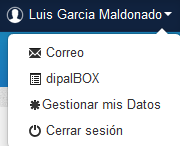 Luis Garcia Maldonado
Correo
dipalBOX
Gestionar mis Datos
Cerrar sesión